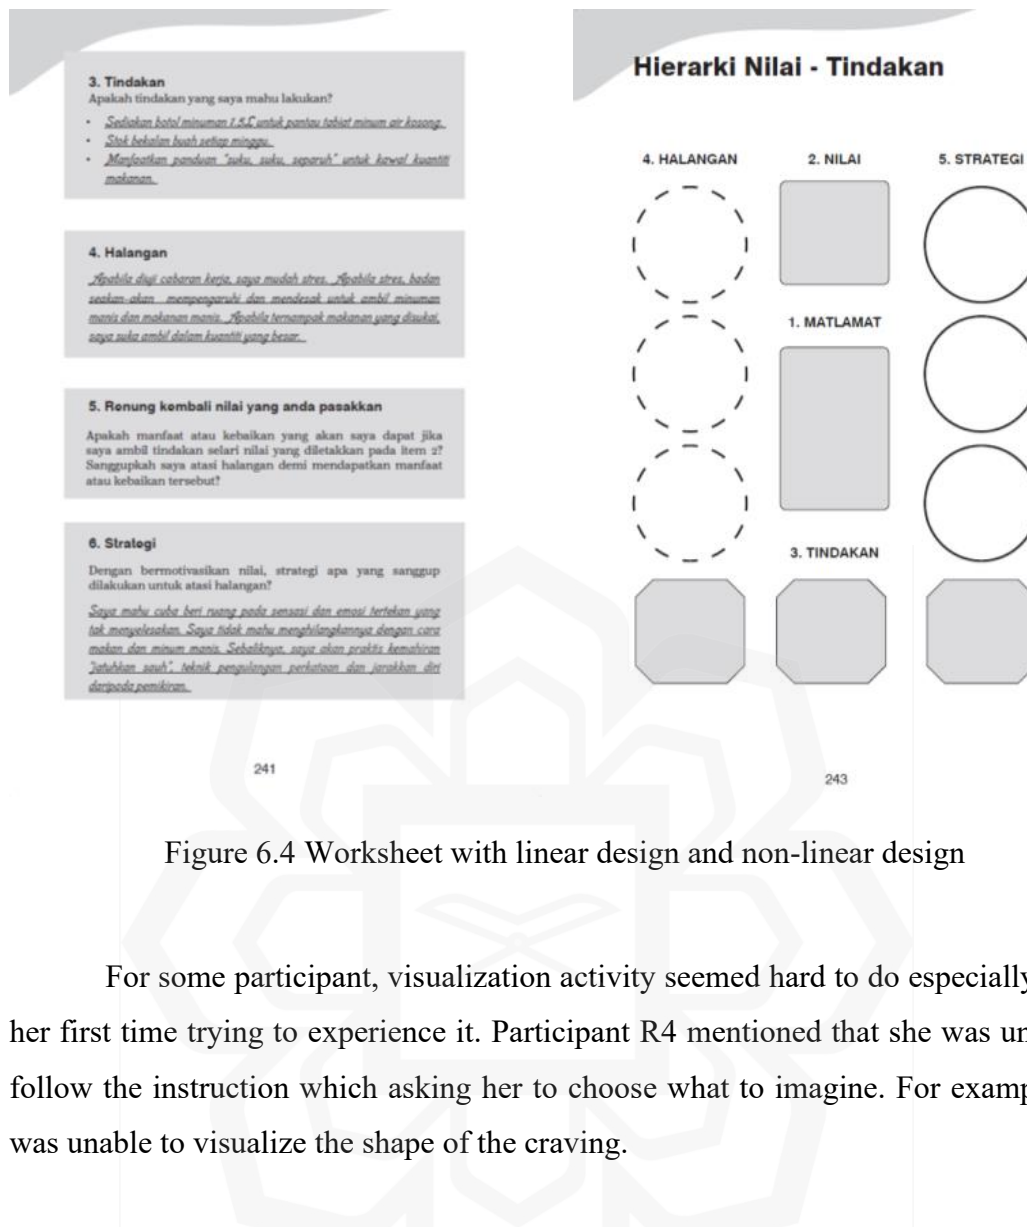 3. Tindakan
Apakah tindakan yang saya mahu lakukan?
• Sediakan botol minuman 1.5L untuk pantau tabiat minum air kosong.
• Stok bekalan buah setiap minggu.
• Manfaatkan panduan "suku, suku, separuh" untuk kawal kuantiti
makanan.
4. Halangan
Apabila diuji cabaran kerja, saya mudah stres. Apabila stres, badan
seakan-akan mempengaruhi dan mendesak untuk ambil minuman
manis dan makanan manis. Apabila ternampak makanan yang disukai,
saya suka ambil dalam kuantiti yang besar.
5. Renung kembali nilai yang anda pasakkan
Apakah manfaat atau kebaikan yang akan saya dapat jika
saya ambil tindakan selari nilai yang diletakkan pada item 2?
Sanggupkah saya atasi halangan demi mendapatkan manfaat
atau kebaikan tersebut?
6. Strategi
Dengan bermotivasikan nilai, strategi apa yang sanggup
dilakukan untuk atasi halangan?
Saya mahu cuba beri ruang pada sensasi dan emosi tertekan yang
tak menyelesakan. Saya tidak mahu menghilangkannya dengan cara
makan dan minum manis. Sebaliknya, saya akan praktis kemahiran
"jatuhkan sauh", teknik pengulangan perkataan dan jarakkan diri
daripada pemikiran.
241
Hierarki Nilai - Tindakan
4. HALANGAN
2. NILAI
5. STRATEGI
1. MATLAMAT
3. TINDAKAN
243
Figure 6.4 Worksheet with linear design and non-linear design
For some participant, visualization activity seemed hard to do especially
her first time trying to experience it. Participant R4 mentioned that she was un
follow the instruction which asking her to choose what to imagine. For examp
was unable to visualize the shape of the craving.